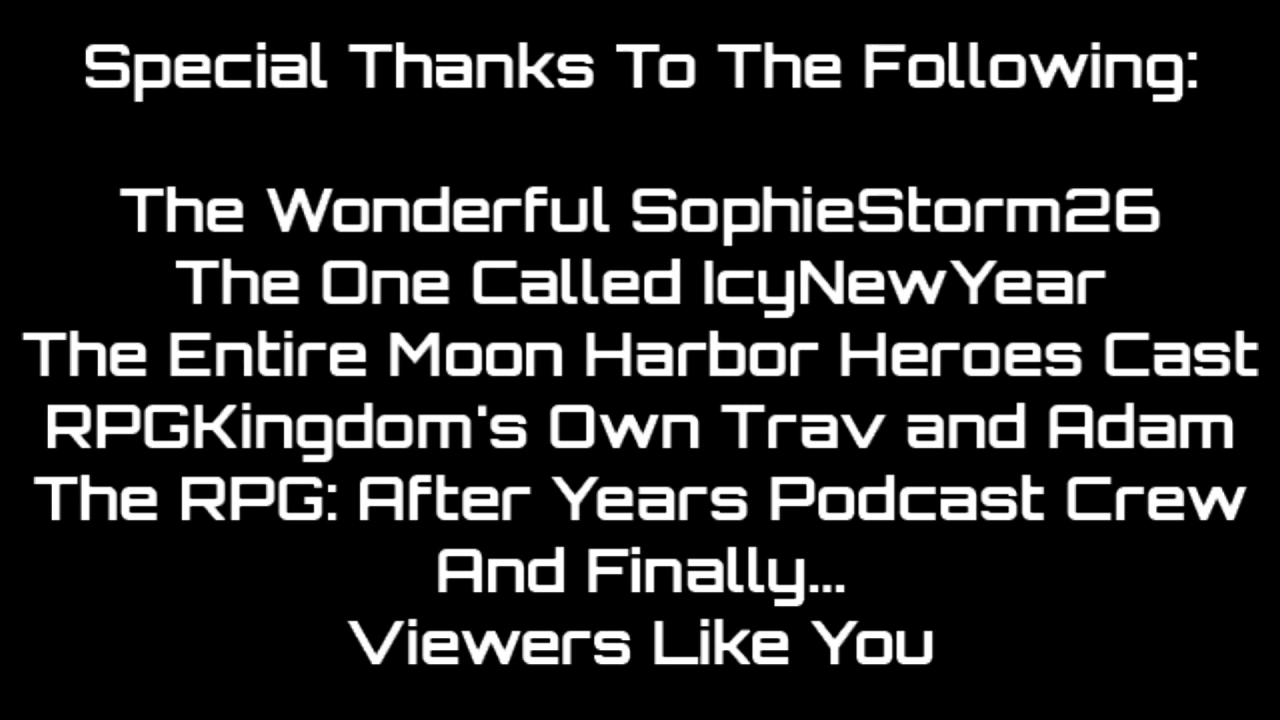 Special Thanks To The Following:
The Wonderful SophieStorm26
The One Called IcyNewYear
The Entire Moon Harbor Heroes Cast
RPGKingdom's Own Trav and Adam
The RPG: After Years Podcast Crew
And Finally...
Viewers Like You